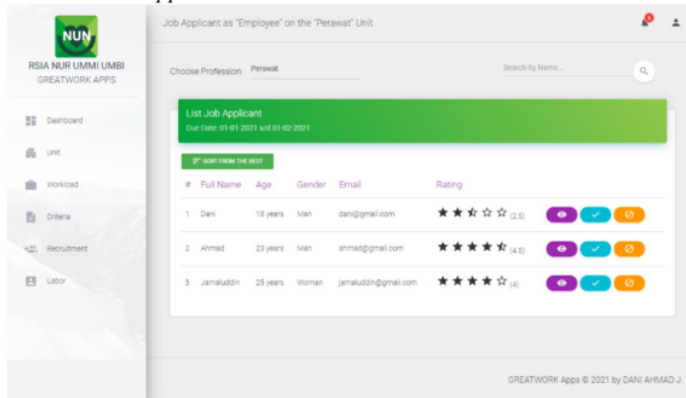 Job Applicant as "Employee" on the "Perawat" Unit
5
NUN
RSIA NUR UMMI UMBI
GREATWORK APPS
Dashboard
Unit
Workload
Criteria
Recruitment
Labor
Choose Profession: Perawat
Search by Name...
List Job Applicant
Due Date: 01-01-2021 s/d 01-02-2021
SORT FROM THE BEST
# Full Name Age Gender Email Rating
1 Dani 18 years Man dani@gmail.com (2.5)
2 Ahmad 23 years Man ahmad@gmail.com (4.5)
3 Jamaluddin 25 years Woman jamaluddin@gmail.com (4)
GREATWORK Apps © 2021 by DANI AHMAD J.